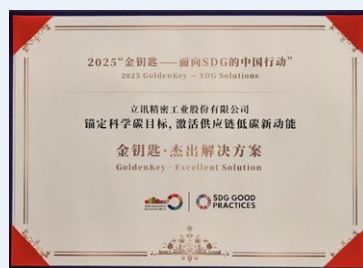 2025“金钥匙——面向SDG的中国行动”
2025 GoldenKey — SDG Solutions
立讯精密工业股份有限公司
锚定科学碳目标，激活供应链低碳新动能
金钥匙·杰出解决方案
GoldenKey · Excellent Solution
SDG GOOD
PRACTICES